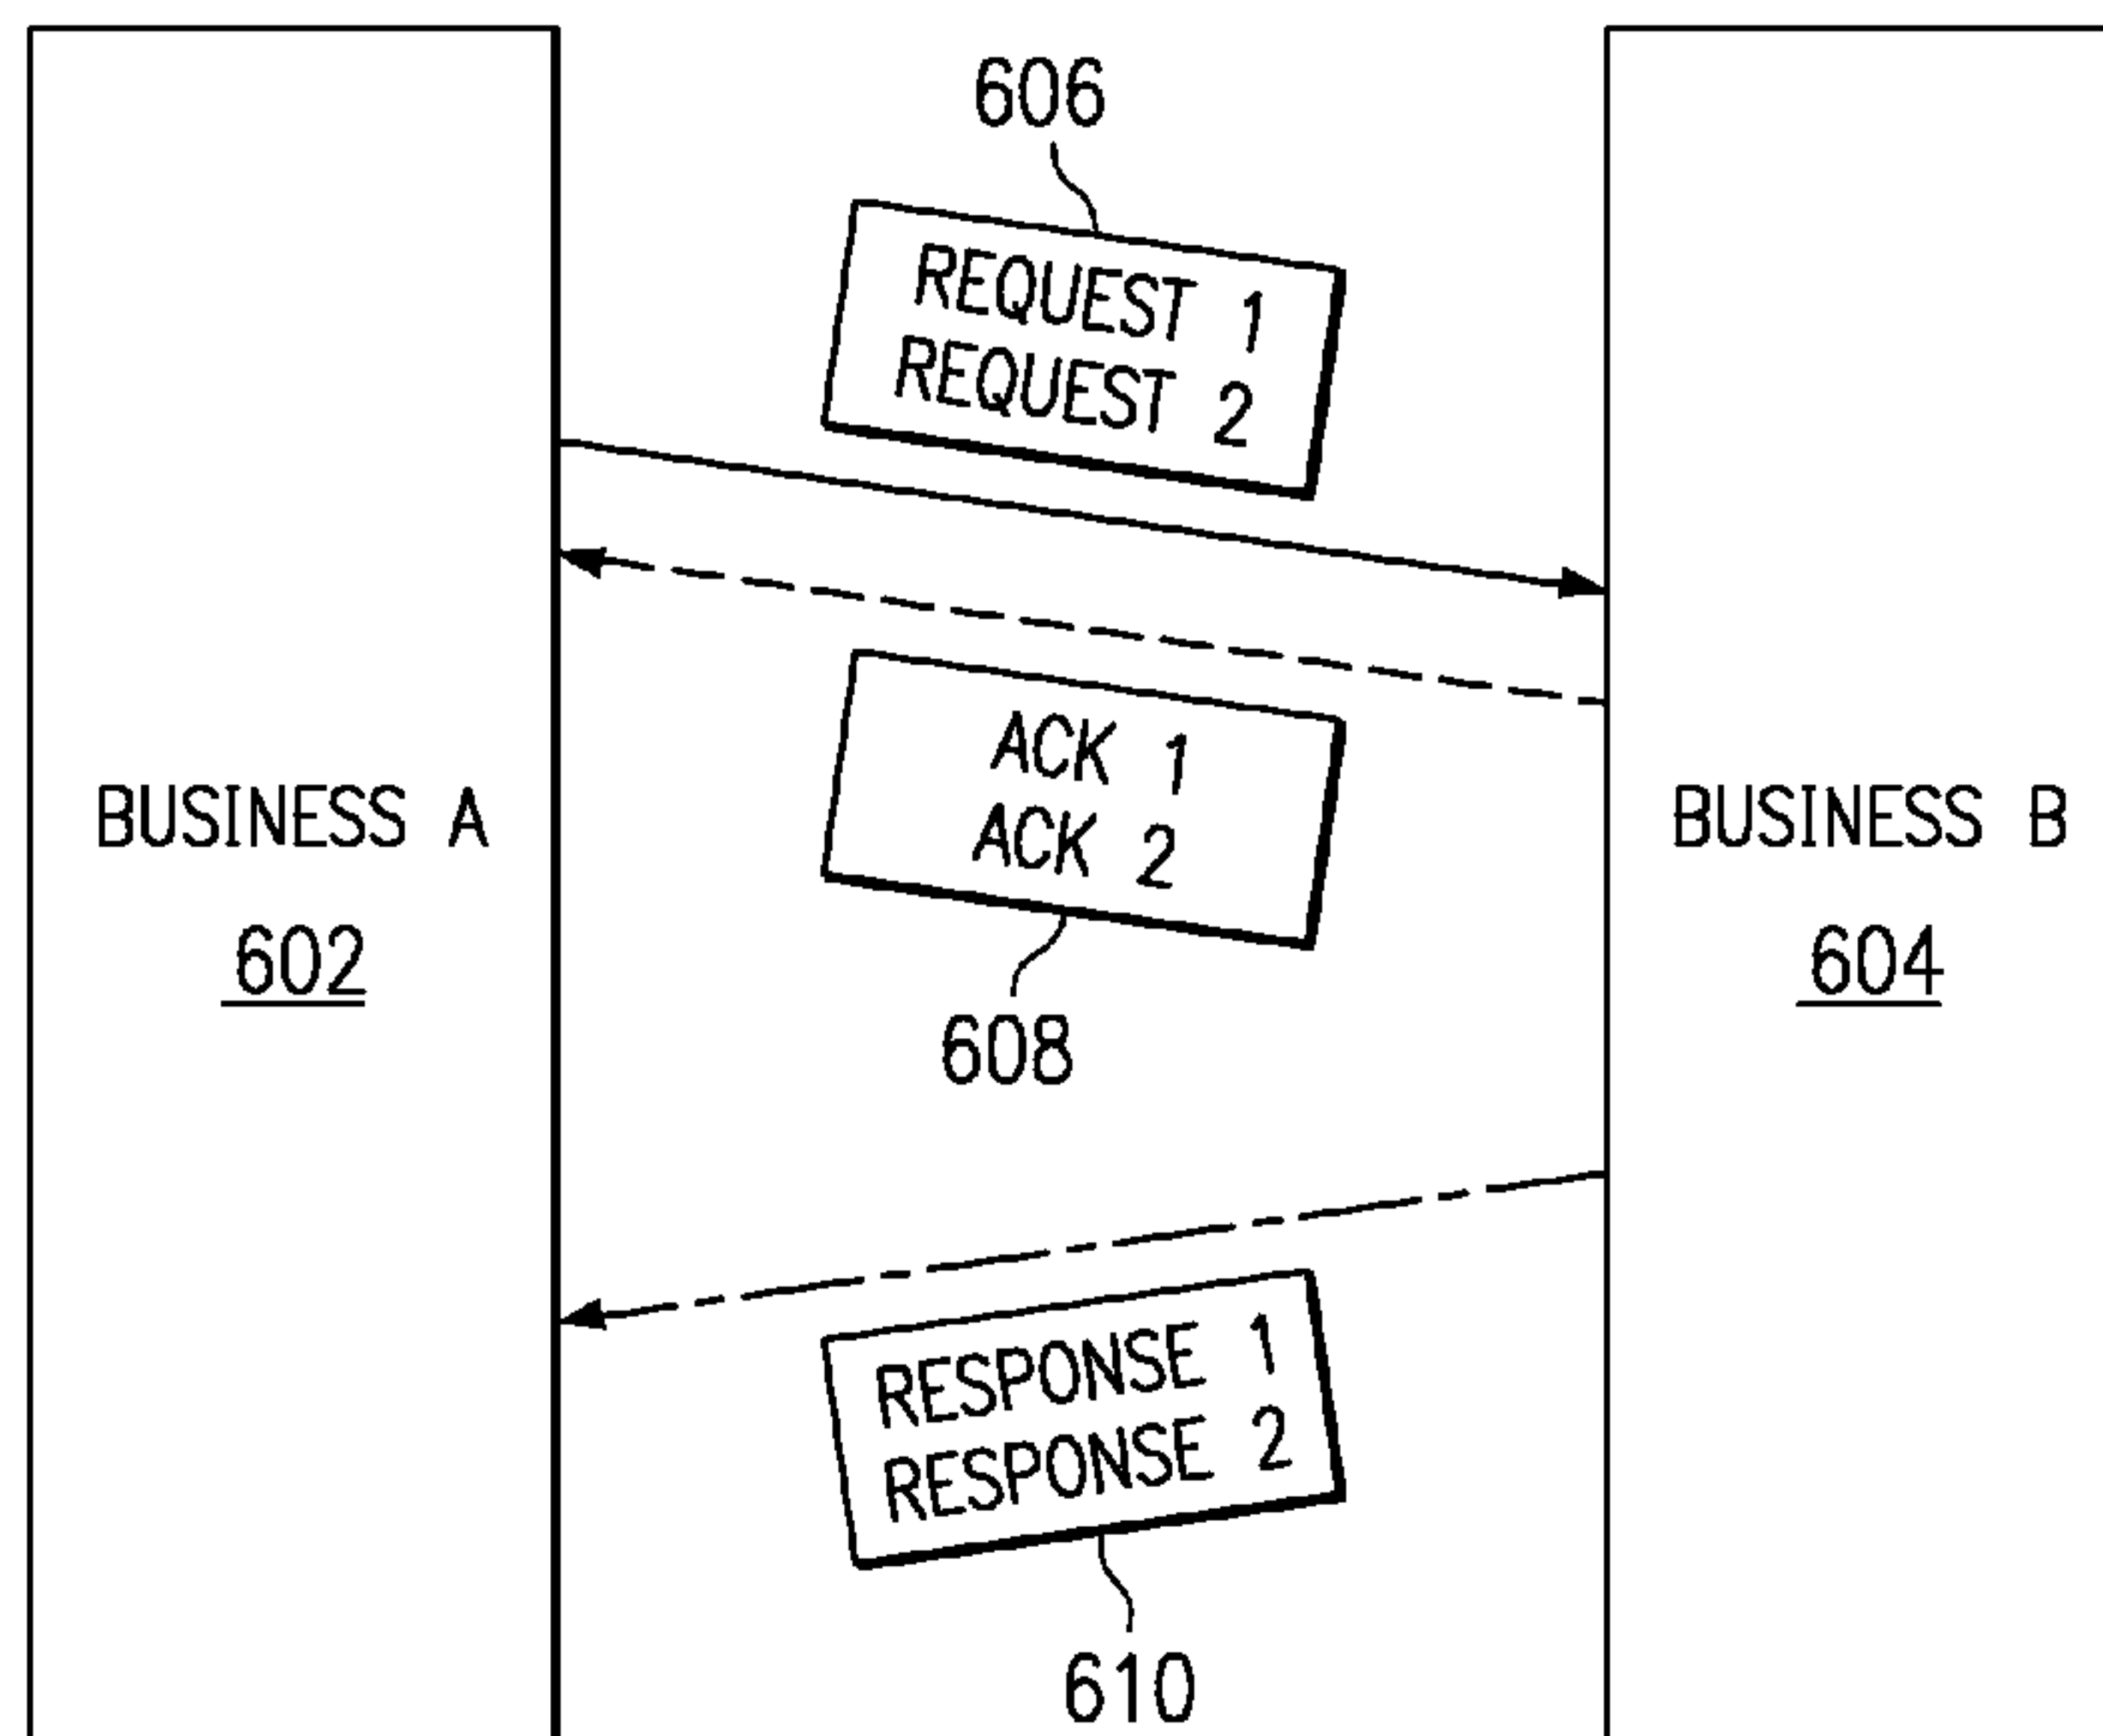 606
REQUEST 1
REQUEST 2
BUSINESS A
602
ACK 1
ACK 2
608
BUSINESS B
604
RESPONSE 1
RESPONSE 2
610